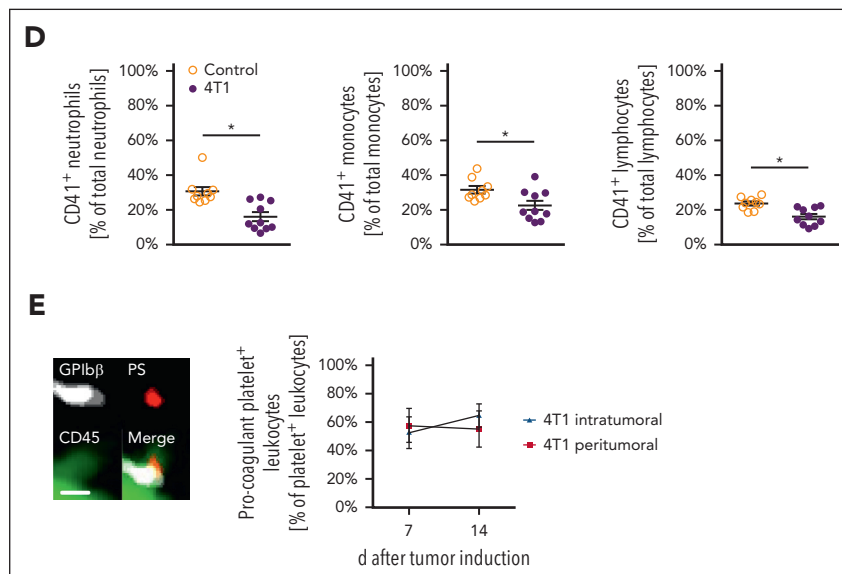 D
CD41⁺ neutrophils
[% of total neutrophils]
100%
80%
60%
40%
20%
0%
Control
4T1
*
CD41⁺ monocytes
[% of total monocytes]
100%
80%
60%
40%
20%
0%
*
CD41⁺ lymphocytes
[% of total lymphocytes]
100%
80%
60%
40%
20%
0%
*
E
GPIbβ
PS
CD45
Merge
Pro-coagulant platelet⁺
leukocytes
[% of platelet⁺ leukocytes]
100%
80%
60%
40%
20%
0%
7
14
d after tumor induction
4T1 intratumoral
4T1 peritumoral